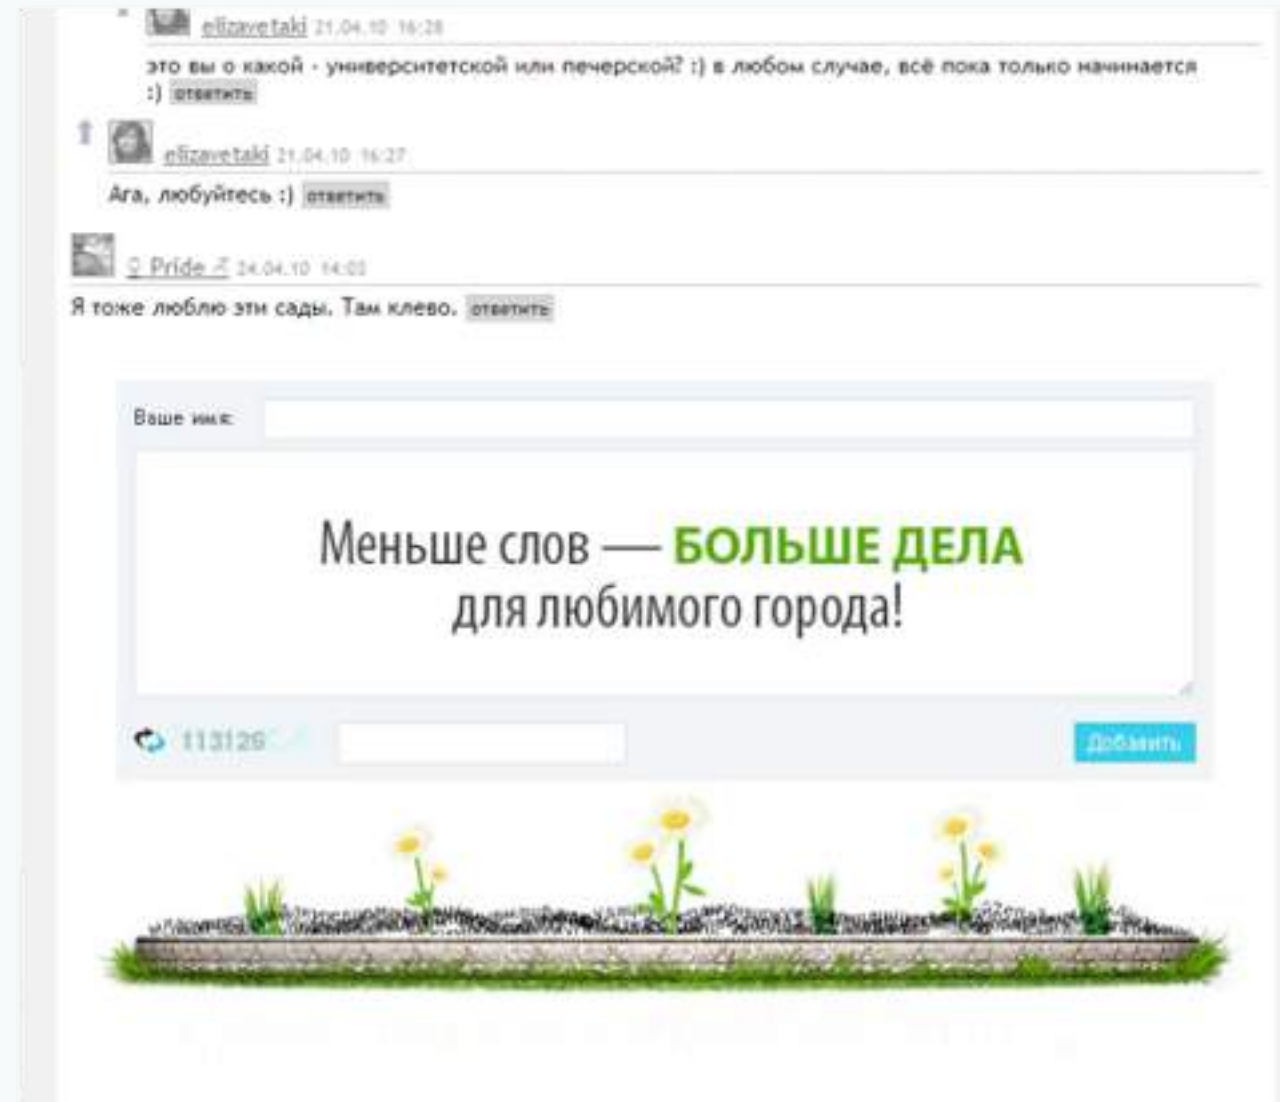 elizavetaki 21.04.10 16:28
это вы о какой - университетской или печерской? :) в любом случае, всё пока только начинается
:) ответить
elizavetaki 21.04.10 16:27
Ага, любуйтесь :) ответить
Pride 24.04.10 14:03
Я тоже люблю эти сады. Там клево. ответить
Ваше имя:
Меньше слов — БОЛЬШЕ ДЕЛА
для любимого города!
113126
Добавить